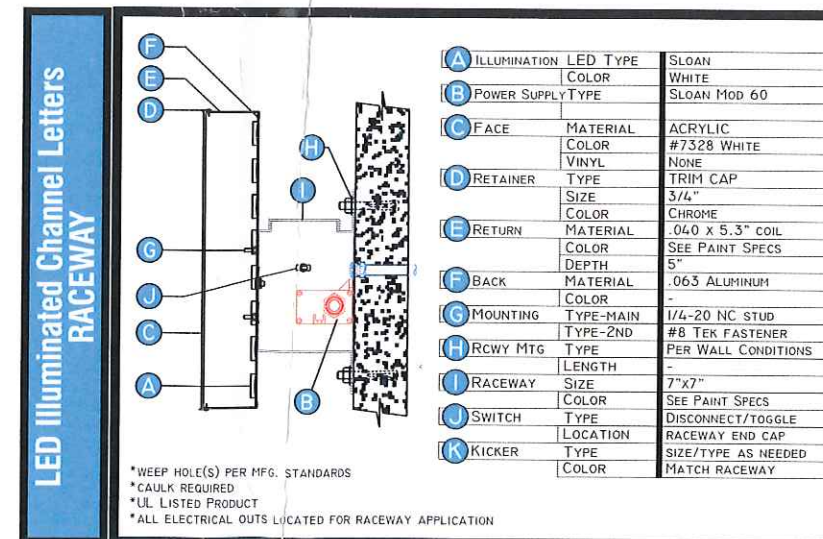 LED Illuminated Channel Letters
RACEWAY
F
E
D
H
I
G
J
C
A
B
*WEEP HOLE(S) PER MFG. STANDARDS
*CAULK REQUIRED
*UL LISTED PRODUCT
*ALL ELECTRICAL OUTS LOCATED FOR RACEWAY APPLICATION
A ILLUMINATION LED TYPE SLOAN
COLOR WHITE
B POWER SUPPLY TYPE SLOAN MOD 60
C FACE MATERIAL ACRYLIC
COLOR #7328 WHITE
VINYL NONE
D RETAINER TYPE TRIM CAP
SIZE 3/4"
COLOR CHROME
E RETURN MATERIAL .040 X 5.3" COIL
COLOR SEE PAINT SPECS
DEPTH 5"
F BACK MATERIAL .063 ALUMINUM
COLOR -
G MOUNTING TYPE-MAIN 1/4-20 NC STUD
TYPE-2ND #8 TEK FASTENER
H RCWY MTG TYPE PER WALL CONDITIONS
LENGTH -
I RACEWAY SIZE 7"X7"
COLOR SEE PAINT SPECS
J SWITCH TYPE DISCONNECT/TOGGLE
LOCATION RACEWAY END CAP
K KICKER TYPE SIZE/TYPE AS NEEDED
COLOR MATCH RACEWAY